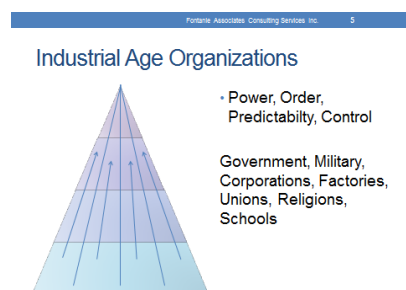 Fontanie Associates Consulting Services Inc. 5
Industrial Age Organizations
• Power, Order,
Predictabilty, Control
Government, Military,
Corporations, Factories,
Unions, Religions,
Schools